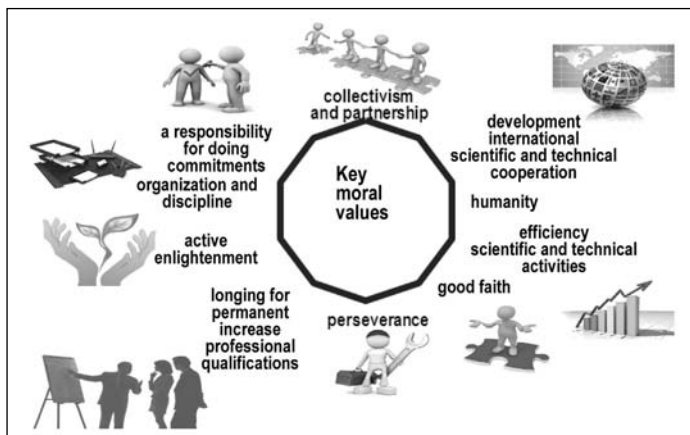 collectivism
and partnership
development
international
scientific and technical
cooperation
humanity
efficiency
scientific and technical
activities
good faith
perseverance
longing for
permanent
increase
professional
qualifications
active
enlightenment
organization and
discipline
a responsibility
for doing
commitments
Key
moral
values